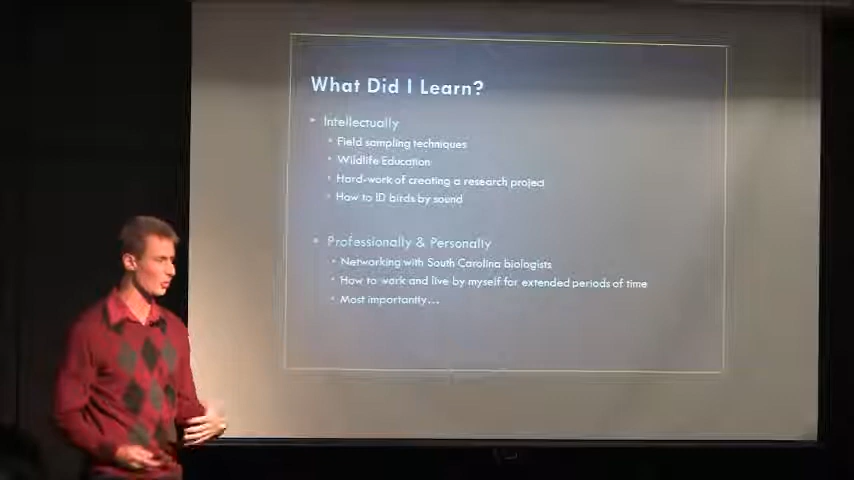 What Did I Learn?
Intellectually
Field sampling techniques
Wildlife Education
Hard-work of creating a research project
How to ID birds by sound
Professionally & Personally
Networking with South Carolina biologists
How to work and live by myself for extended periods of time
Most importantly...